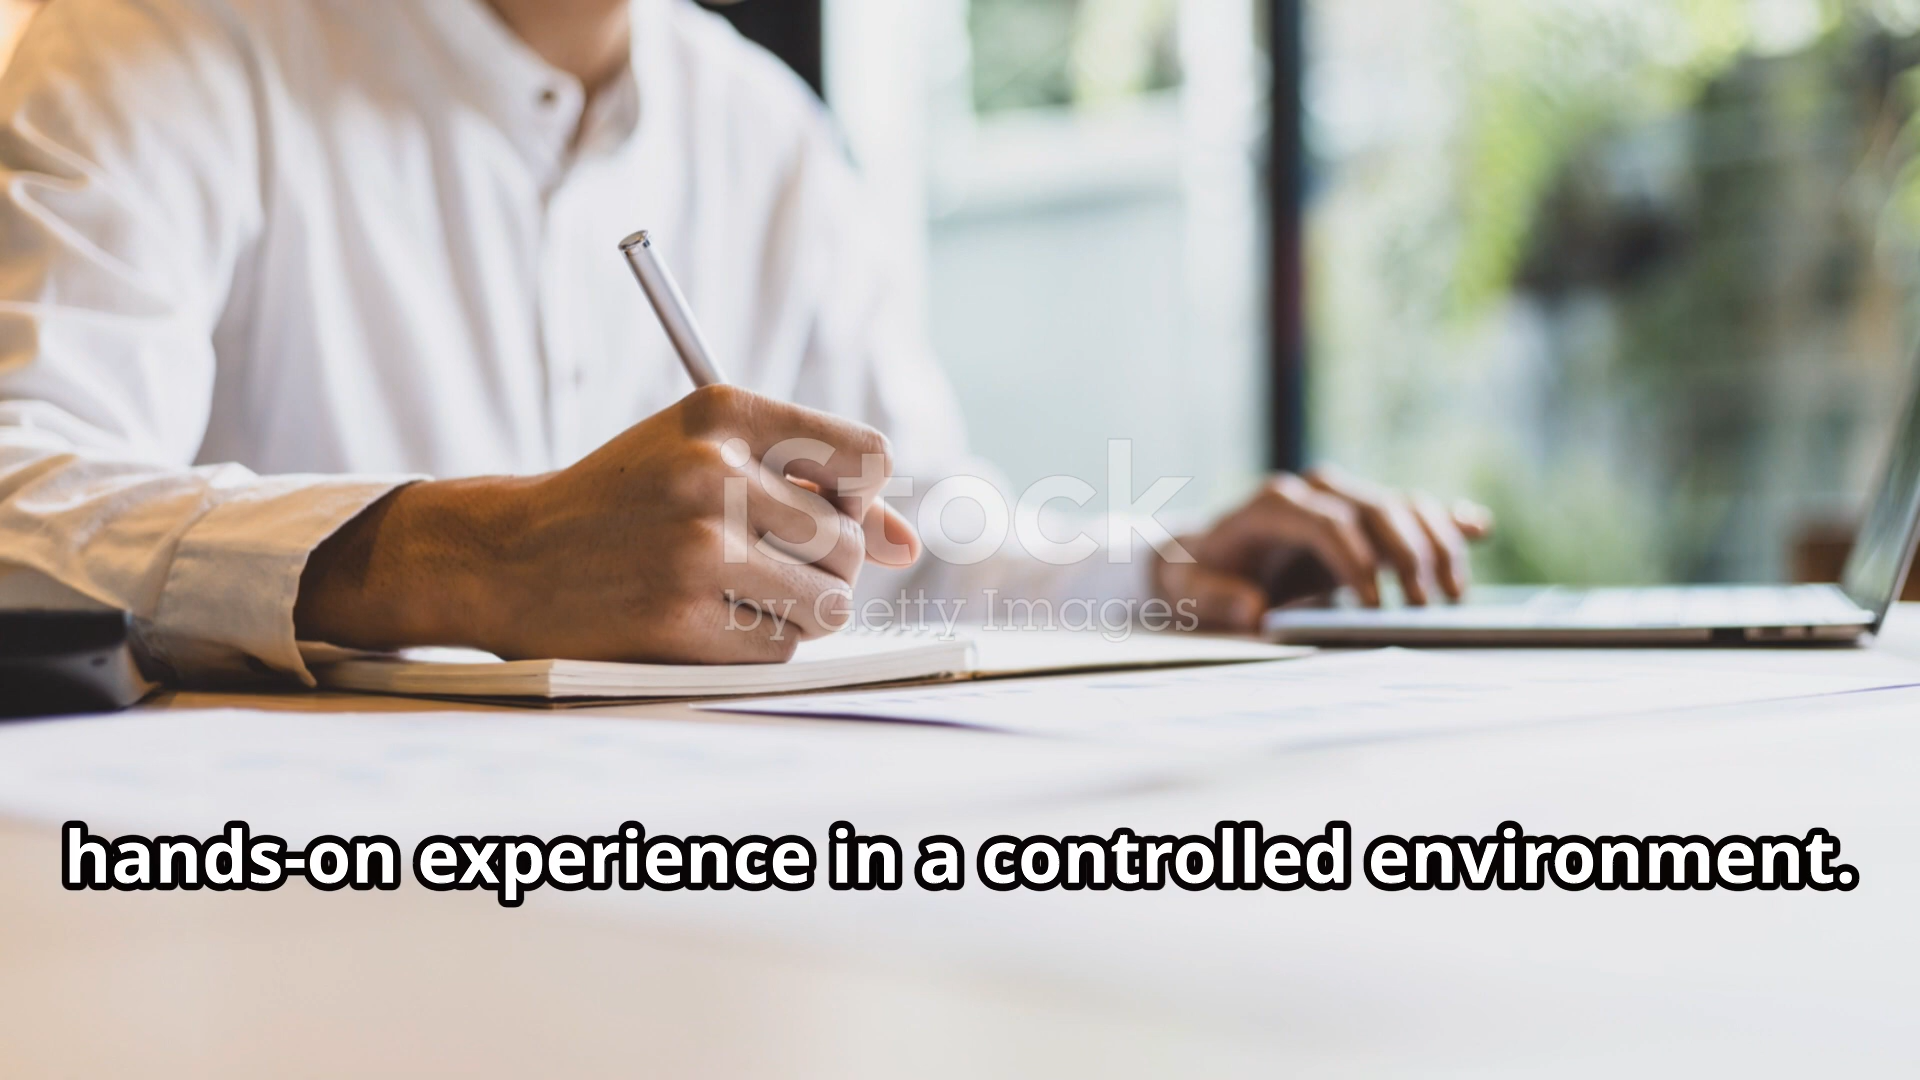 iStock
by Getty Images
hands-on experience in a controlled environment.